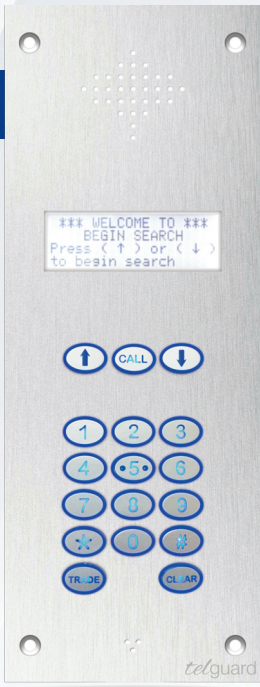 *** WELCOME TO ***
BEGIN SEARCH
Press ( ↑ ) or ( ↓ )
to begin search
↑ CALL ↓
1 2 3
4 •5• 6
7 8 9
* 0 #
TRADE CLEAR
telguard